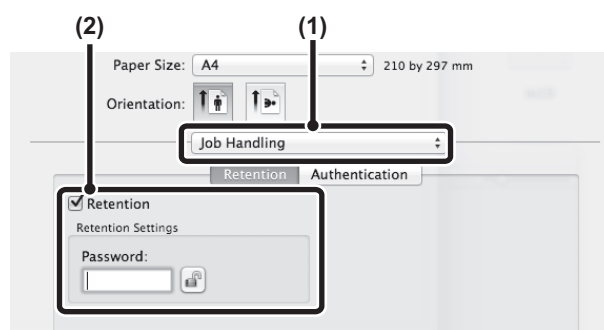 (2) (1)
Paper Size: A4 210 by 297 mm
Orientation:
Job Handling
Retention Authentication
Retention
Retention Settings
Password: